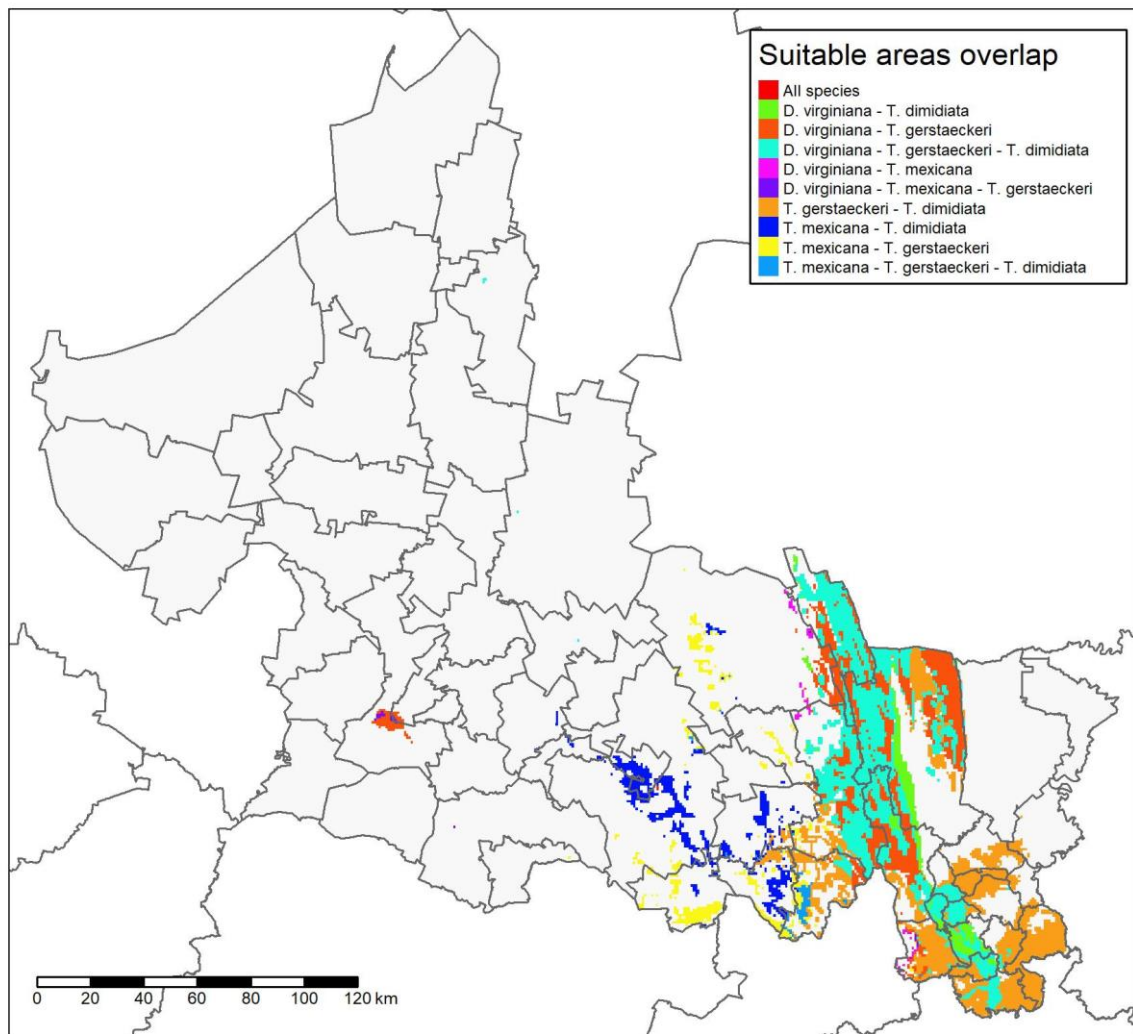 Suitable areas overlap
All species
D. virginiana - T. dimidiata
D. virginiana - T. gerstaeckeri
D. virginiana - T. gerstaeckeri - T. dimidiata
D. virginiana - T. mexicana
D. virginiana - T. mexicana - T. gerstaeckeri
T. gerstaeckeri - T. dimidiata
T. mexicana - T. dimidiata
T. mexicana - T. gerstaeckeri
T. mexicana - T. gerstaeckeri - T. dimidiata
0 20 40 60 80 100 120 km